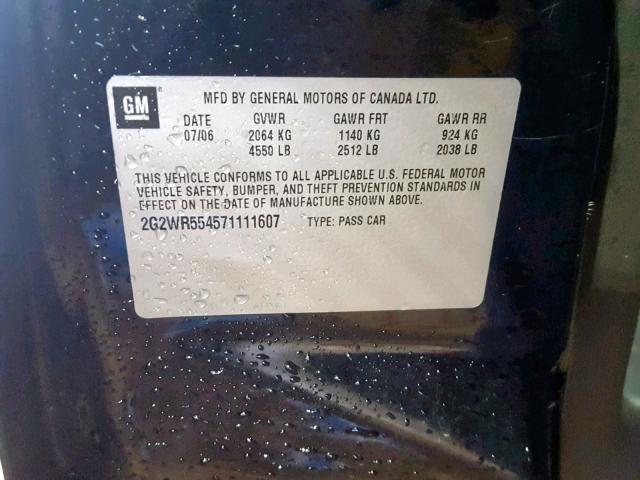 GM
MFD BY GENERAL MOTORS OF CANADA LTD.
DATE GVWR GAWR FRT GAWR RR
07/06 2064 KG 1140 KG 924 KG
4550 LB 2512 LB 2038 LB
THIS VEHICLE CONFORMS TO ALL APPLICABLE U.S. FEDERAL MOTOR
VEHICLE SAFETY, BUMPER, AND THEFT PREVENTION STANDARDS IN
EFFECT ON THE DATE OF MANUFACTURE SHOWN ABOVE.
2G2WR554571111607 TYPE: PASS CAR